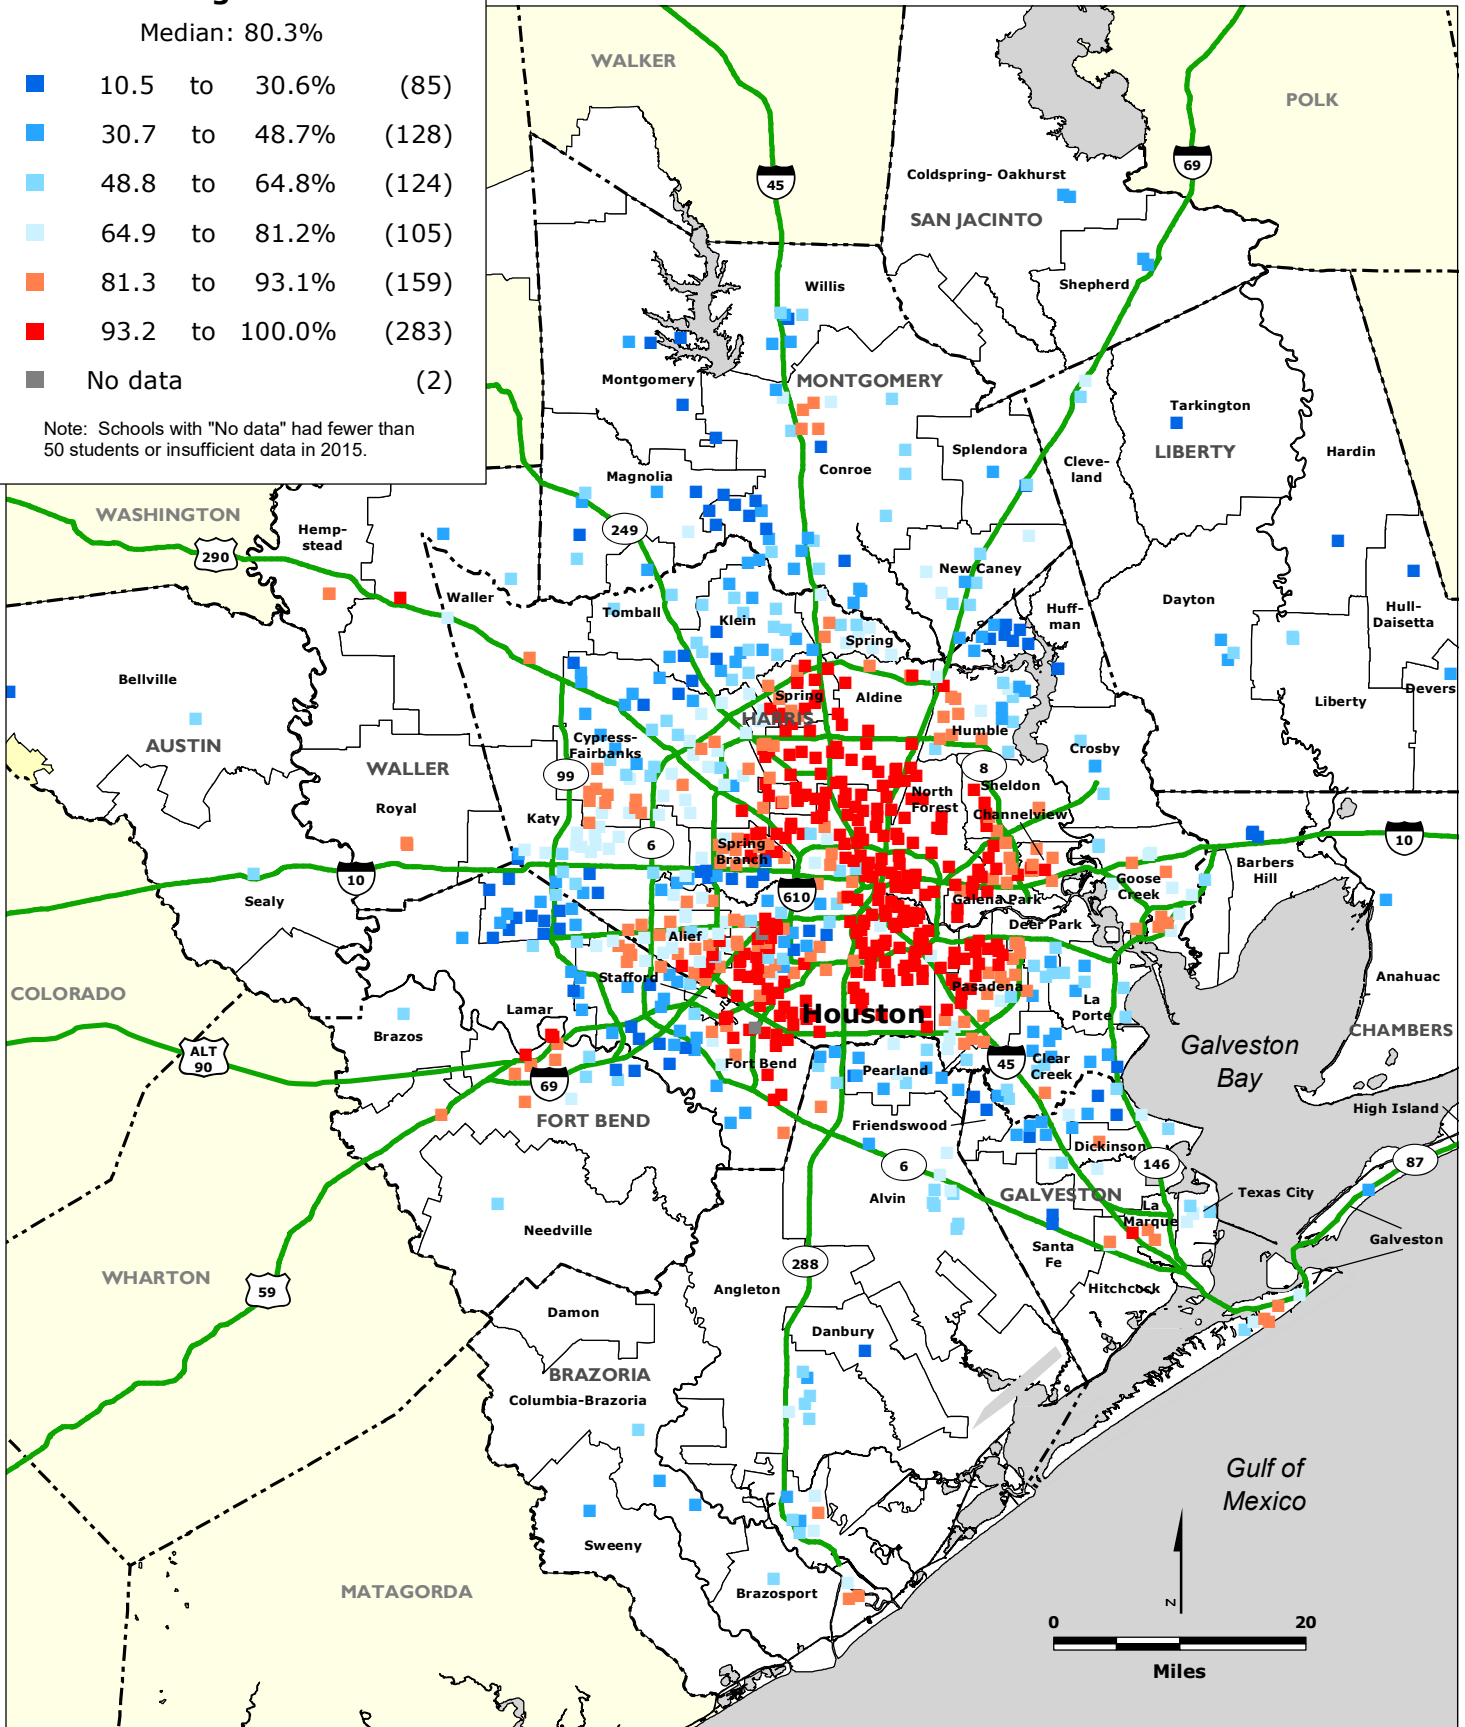 Median: 80.3%
10.5 to 30.6% (85)
30.7 to 48.7% (128)
48.8 to 64.8% (124)
64.9 to 81.2% (105)
81.3 to 93.1% (159)
93.2 to 100.0% (283)
No data (2)
Note: Schools with "No data" had fewer than
50 students or insufficient data in 2015.
WALKER
POLK
45
69
Coldspring- Oakhurst
SAN JACINTO
Shepherd
Willis
Montgomery
MONTGOMERY
Tarkington
LIBERTY
Hardin
Splendora
Cleve-
land
Conroe
Magnolia
WASHINGTON
290
Hemp-
stead
249
New Caney
Waller
Tomball
Klein
Spring
Huff-
man
Dayton
Hull-
Daisetta
Bellville
AUSTIN
Spring
Aldine
HARRIS
Humble
Devers
Liberty
Cypress-
Fairbanks
Crosby
WALLER
99
8
Sheldon
Royal
Katy
North
Forest
Channelview
6
Spring
Branch
10
10
Barbers
Hill
Goose
Creek
Sealy
610
Galena Park
Deer Park
Alief
Stafford
Anahuac
COLORADO
Pasadena
La
Porte
Lamar
Houston
Brazos
CHAMBERS
Galveston
Bay
ALT
90
Fort Bend
Pearland
45
Clear
Creek
69
High Island
FORT BEND
Friendswood
Dickinson
146
87
6
Alvin
GALVESTON
Texas City
La
Marque
Needville
Santa
Fe
Galveston
WHARTON
59
288
Angleton
Hitchcock
Damon
Danbury
BRAZORIA
Columbia-Brazoria
Gulf of
Mexico
Sweeny
MATAGORDA
Brazosport
N
0 20
Miles